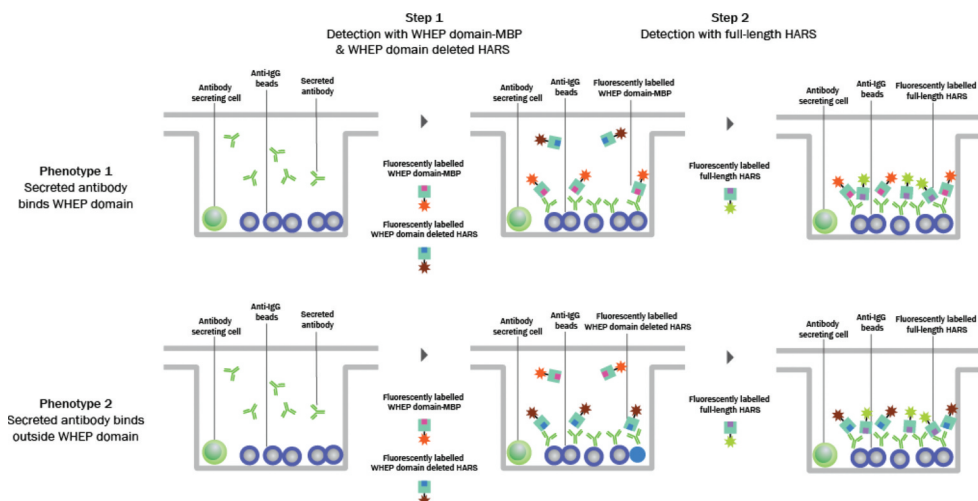 Step 1
Detection with WHEP domain-MBP
& WHEP domain deleted HARS
Step 2
Detection with full-length HARS
Phenotype 1
Secreted antibody
binds WHEP domain
Antibody
secreting cell
Anti-IgG
beads
Secreted
antibody
Fluorescently labelled
WHEP domain-MBP
Fluorescently labelled
WHEP domain deleted HARS
Antibody
secreting cell
Anti-IgG
beads
Fluorescently labelled
WHEP domain-MBP
Fluorescently labelled
full-length HARS
Antibody
secreting cell
Anti-IgG
beads
Fluorescently labelled
full-length HARS
Phenotype 2
Secreted antibody binds
outside WHEP domain
Antibody
secreting cell
Anti-IgG
beads
Secreted
antibody
Fluorescently labelled
WHEP domain-MBP
Fluorescently labelled
WHEP domain deleted HARS
Antibody
secreting cell
Anti-IgG
beads
Fluorescently labelled
WHEP domain deleted HARS
Fluorescently labelled
full-length HARS
Antibody
secreting cell
Anti-IgG
beads
Fluorescently labelled
full-length HARS